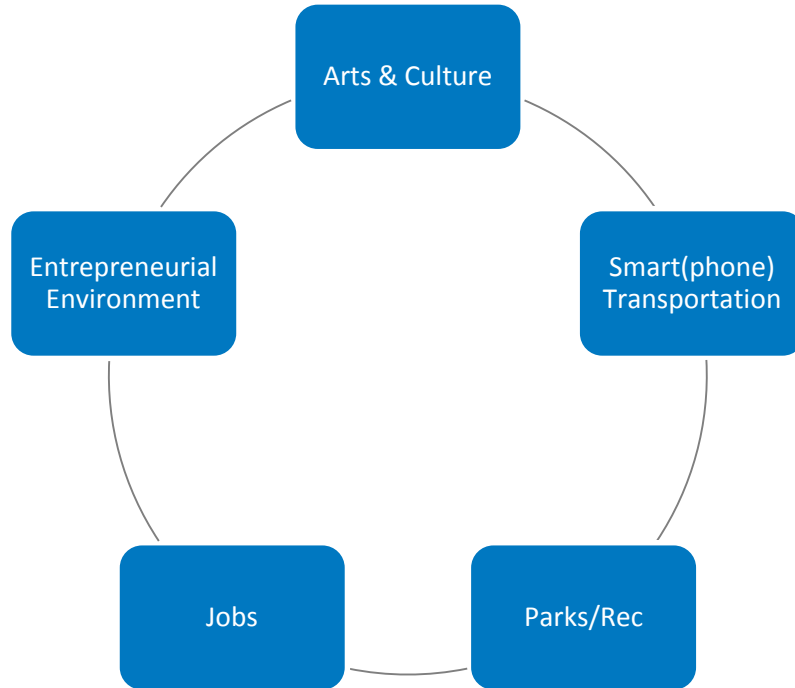 Arts & Culture
Smart(phone)
Transportation
Parks/Rec
Jobs
Entrepreneurial
Environment